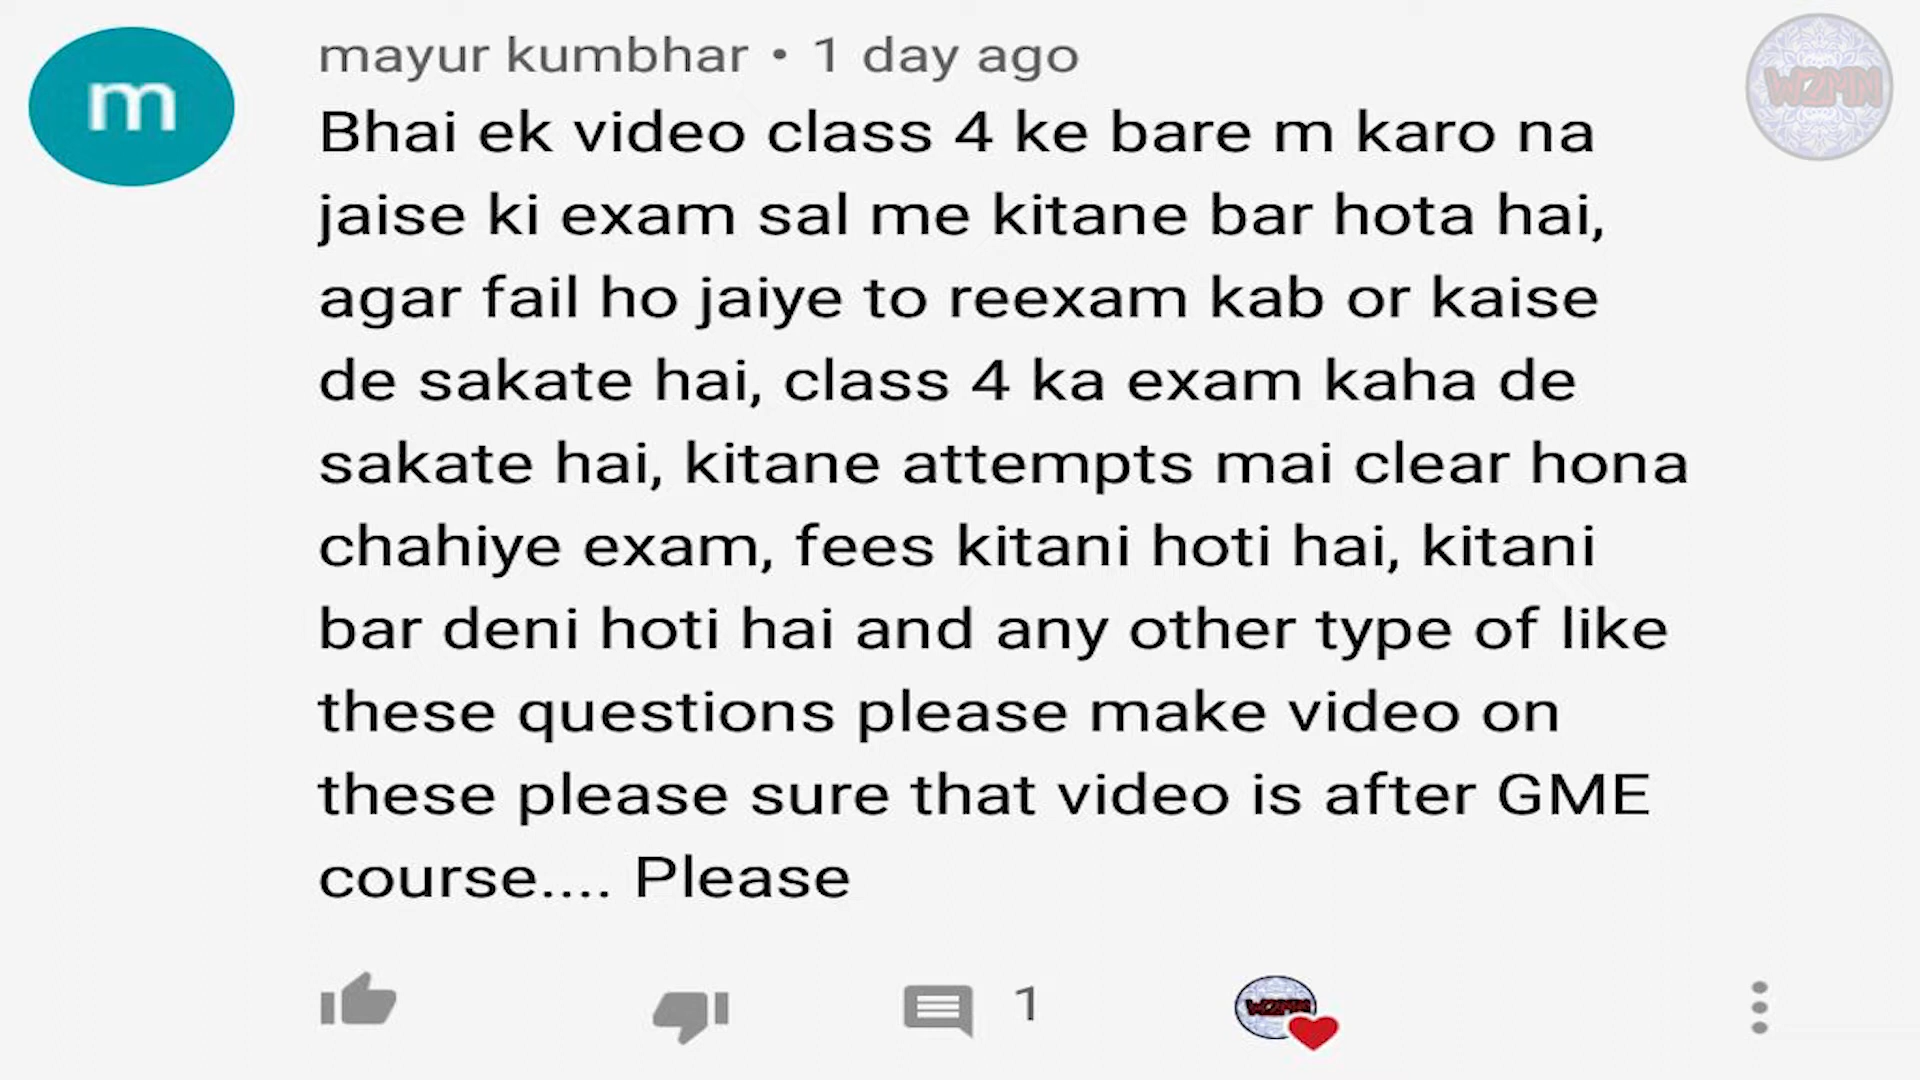 mayur kumbhar • 1 day ago
WZMN
m
Bhai ek video class 4 ke bare m karo na
jaise ki exam sal me kitane bar hota hai,
agar fail ho jaiye to reexam kab or kaise
de sakate hai, class 4 ka exam kaha de
sakate hai, kitane attempts mai clear hona
chahiye exam, fees kitani hoti hai, kitani
bar deni hoti hai and any other type of like
these questions please make video on
these please sure that video is after GME
course.... Please
1